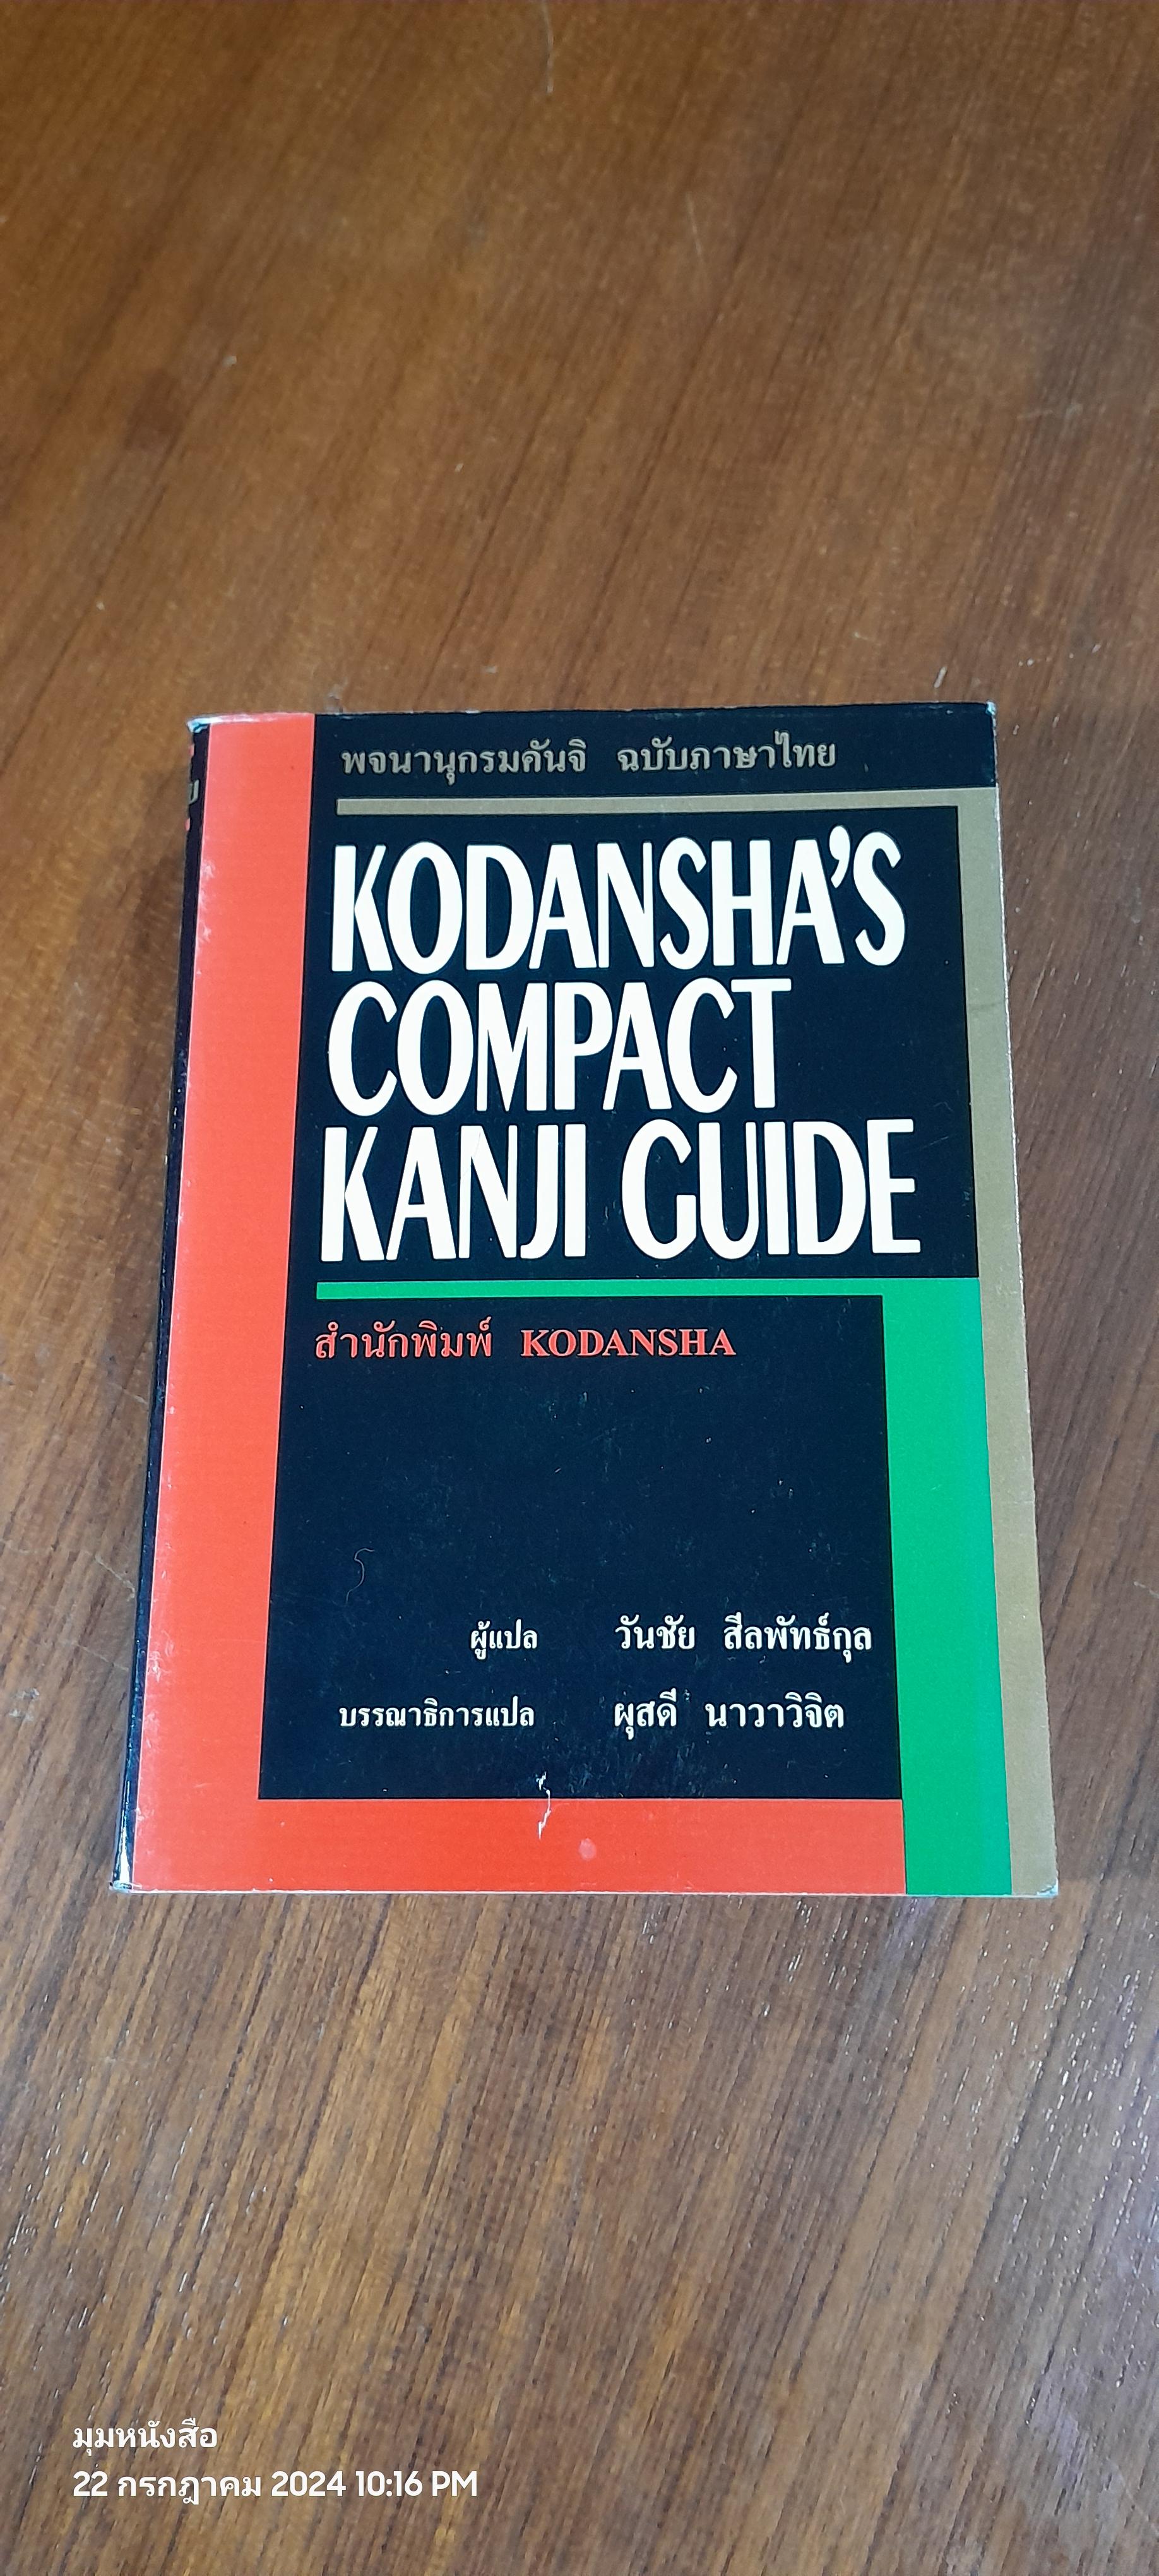 พจนานุกรมคันจิ ฉบับภาษาไทย
KODANSHA'S
COMPACT
KANJI GUIDE
สำนักพิมพ์ KODANSHA
ผู้แปล วันชัย สีลพัทธ์กุล
บรรณาธิการแปล ผุสดี นาวาวิจิต
มุมหนังสือ
22 กรกฎาคม 2024 10:16 PM